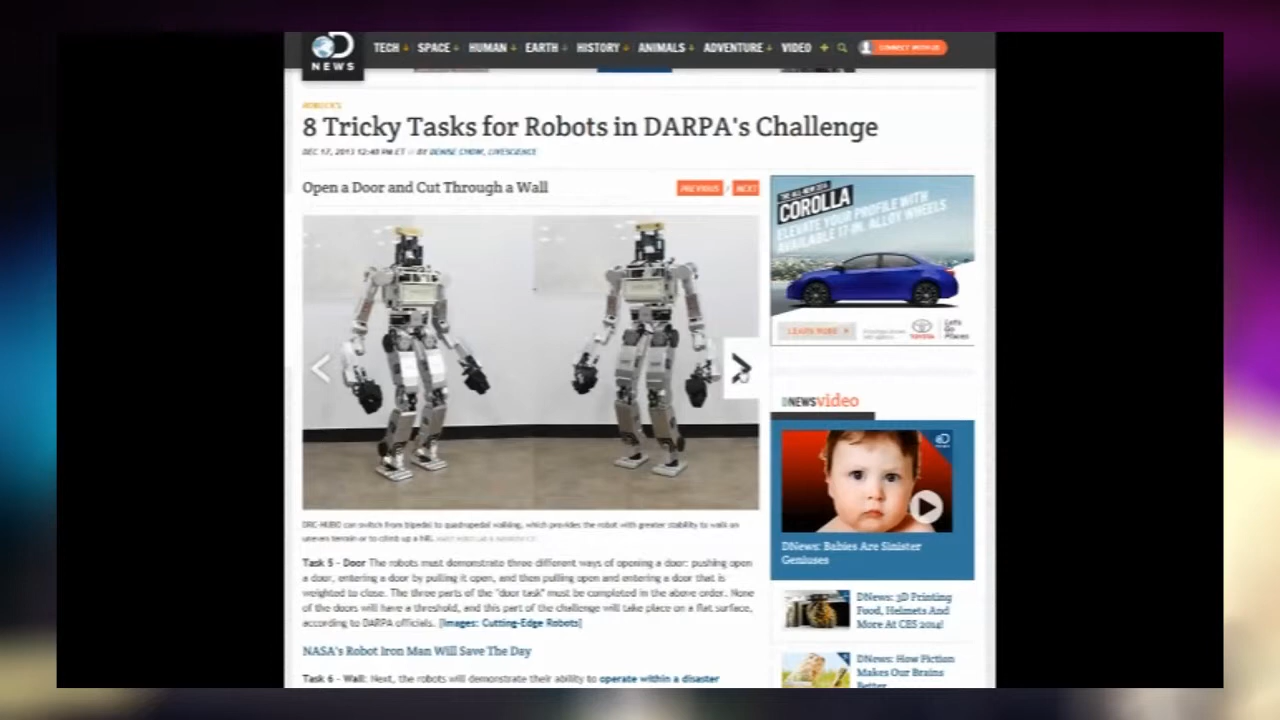 NEWS
TECH SPACE HUMAN EARTH HISTORY ANIMALS ADVENTURE VIDEO CONNECT WITH US
ROBOTICS
8 Tricky Tasks for Robots in DARPA's Challenge
DEC 17, 2013 12:40 PM ET // BY DENISE CHOW, LIVESCIENCE
Open a Door and Cut Through a Wall
PREVIOUS / NEXT
THE ALL-NEW 2014
COROLLA
ELEVATE YOUR PROFILE WITH
AVAILABLE 17-IN. ALLOY WHEELS
LEARN MORE
TOYOTA
Let's
Go
Places
DNEWSvideo
DNews: Babies Are Sinister
Geniuses
DNews: 3D Printing
Food, Helmets And
More At CES 2014!
DNews: How Fiction
Makes Our Brains
Better
DRC-HUBO can switch from bipedal to quadrupedal walking, which provides the robot with greater stability to walk on
uneven terrain or to climb up a hill.
Task 5 - Door The robots must demonstrate three different ways of opening a door: pushing open
a door, entering a door by pulling it open, and then pulling open and entering a door that is
weighted to close. The three parts of the "door task" must be completed in the above order. None
of the doors will have a threshold, and this part of the challenge will take place on a flat surface,
according to DARPA officials. [Images: Cutting-Edge Robots]
NASA's Robot Iron Man Will Save The Day
Task 6 - Wall: Next, the robots will demonstrate their ability to operate within a disaster